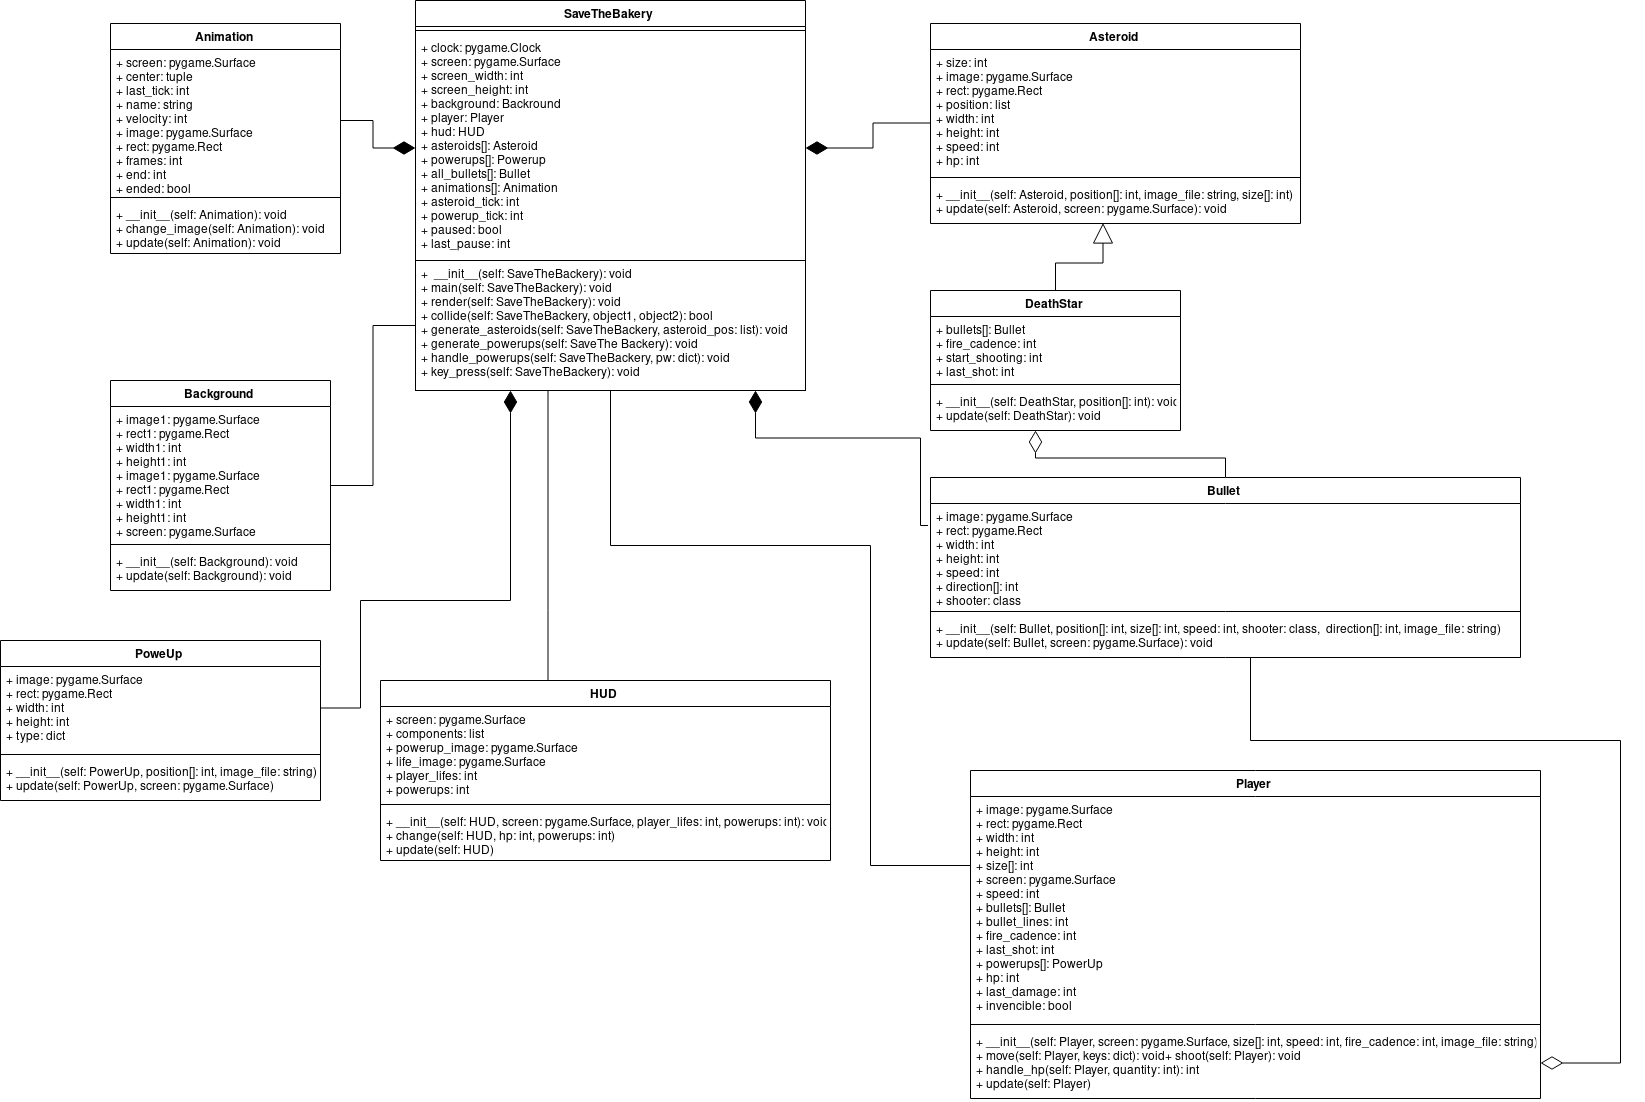 SaveTheBakery
+ clock: pygame.Clock
+ screen: pygame.Surface
+ screen_width: int
+ screen_height: int
+ background: Backround
+ player: Player
+ hud: HUD
+ asteroids[]: Asteroid
+ powerups[]: Powerup
+ all_bullets[]: Bullet
+ animations[]: Animation
+ asteroid_tick: int
+ powerup_tick: int
+ paused: bool
+ last_pause: int
+ __init__(self: SaveTheBackery): void
+ main(self: SaveTheBackery): void
+ render(self: SaveTheBackery): void
+ collide(self: SaveTheBackery, object1, object2): bool
+ generate_asteroids(self: SaveTheBackery, asteroid_pos: list): void
+ generate_powerups(self: SaveThe Backery): void
+ handle_powerups(self: SaveTheBackery, pw: dict): void
+ key_press(self: SaveTheBackery): void
Animation
+ screen: pygame.Surface
+ center: tuple
+ last_tick: int
+ name: string
+ velocity: int
+ image: pygame.Surface
+ rect: pygame.Rect
+ frames: int
+ end: int
+ ended: bool
+ __init__(self: Animation): void
+ change_image(self: Animation): void
+ update(self: Animation): void
Asteroid
+ size: int
+ image: pygame.Surface
+ rect: pygame.Rect
+ position: list
+ width: int
+ height: int
+ speed: int
+ hp: int
+ __init__(self: Asteroid, position[]: int, image_file: string, size[]: int)
+ update(self: Asteroid, screen: pygame.Surface): void
DeathStar
+ bullets[]: Bullet
+ fire_cadence: int
+ start_shooting: int
+ last_shot: int
+ __init__(self: DeathStar, position[]: int): void
+ update(self: DeathStar): void
Background
+ image1: pygame.Surface
+ rect1: pygame.Rect
+ width1: int
+ height1: int
+ image1: pygame.Surface
+ rect1: pygame.Rect
+ width1: int
+ height1: int
+ screen: pygame.Surface
+ __init__(self: Background): void
+ update(self: Background): void
Bullet
+ image: pygame.Surface
+ rect: pygame.Rect
+ width: int
+ height: int
+ speed: int
+ direction[]: int
+ shooter: class
+ __init__(self: Bullet, position[]: int, size[]: int, speed: int, shooter: class, direction[]: int, image_file: string)
+ update(self: Bullet, screen: pygame.Surface): void
PoweUp
+ image: pygame.Surface
+ rect: pygame.Rect
+ width: int
+ height: int
+ type: dict
+ __init__(self: PowerUp, position[]: int, image_file: string)
+ update(self: PowerUp, screen: pygame.Surface)
HUD
+ screen: pygame.Surface
+ components: list
+ powerup_image: pygame.Surface
+ life_image: pygame.Surface
+ player_lifes: int
+ powerups: int
+ __init__(self: HUD, screen: pygame.Surface, player_lifes: int, powerups: int): void
+ change(self: HUD, hp: int, powerups: int)
+ update(self: HUD)
Player
+ image: pygame.Surface
+ rect: pygame.Rect
+ width: int
+ height: int
+ size[]: int
+ screen: pygame.Surface
+ speed: int
+ bullets[]: Bullet
+ bullet_lines: int
+ fire_cadence: int
+ last_shot: int
+ powerups[]: PowerUp
+ hp: int
+ last_damage: int
+ invencible: bool
+ __init__(self: Player, screen: pygame.Surface, size[]: int, speed: int, fire_cadence: int, image_file: string)
+ move(self: Player, keys: dict): void+ shoot(self: Player): void
+ handle_hp(self: Player, quantity: int): int
+ update(self: Player)